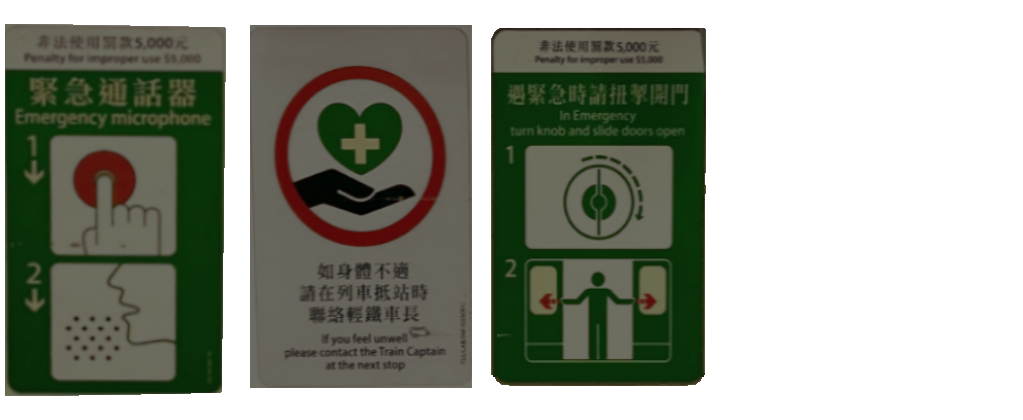 非法使用罰款5,000元
Penalty for improper use $5,000
緊急通話器
Emergency microphone
1
2
如身體不適
請在列車抵站時
聯絡輕鐵車長
If you feel unwell
please contact the Train Captain
at the next stop
非法使用罰款5,000元
Penalty for improper use $5,000
遇緊急時請扭掣開門
In Emergency
turn knob and slide doors open
1
2